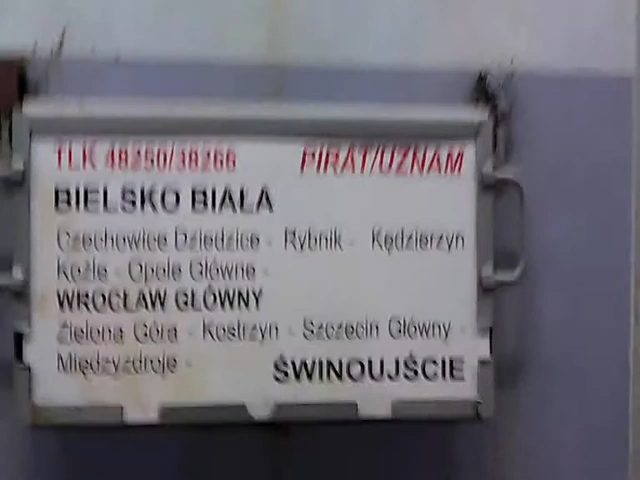 TLK 48250/38266 PIRAT/UZNAM
BIELSKO BIAŁA
Czechowice Dziedzice - Rybnik - Kędzierzyn
Koźle - Opole Główne -
WROCŁAW GŁÓWNY
Zielona Góra - Kostrzyn - Szczecin Główny -
Międzyzdroje - ŚWINOUJŚCIE